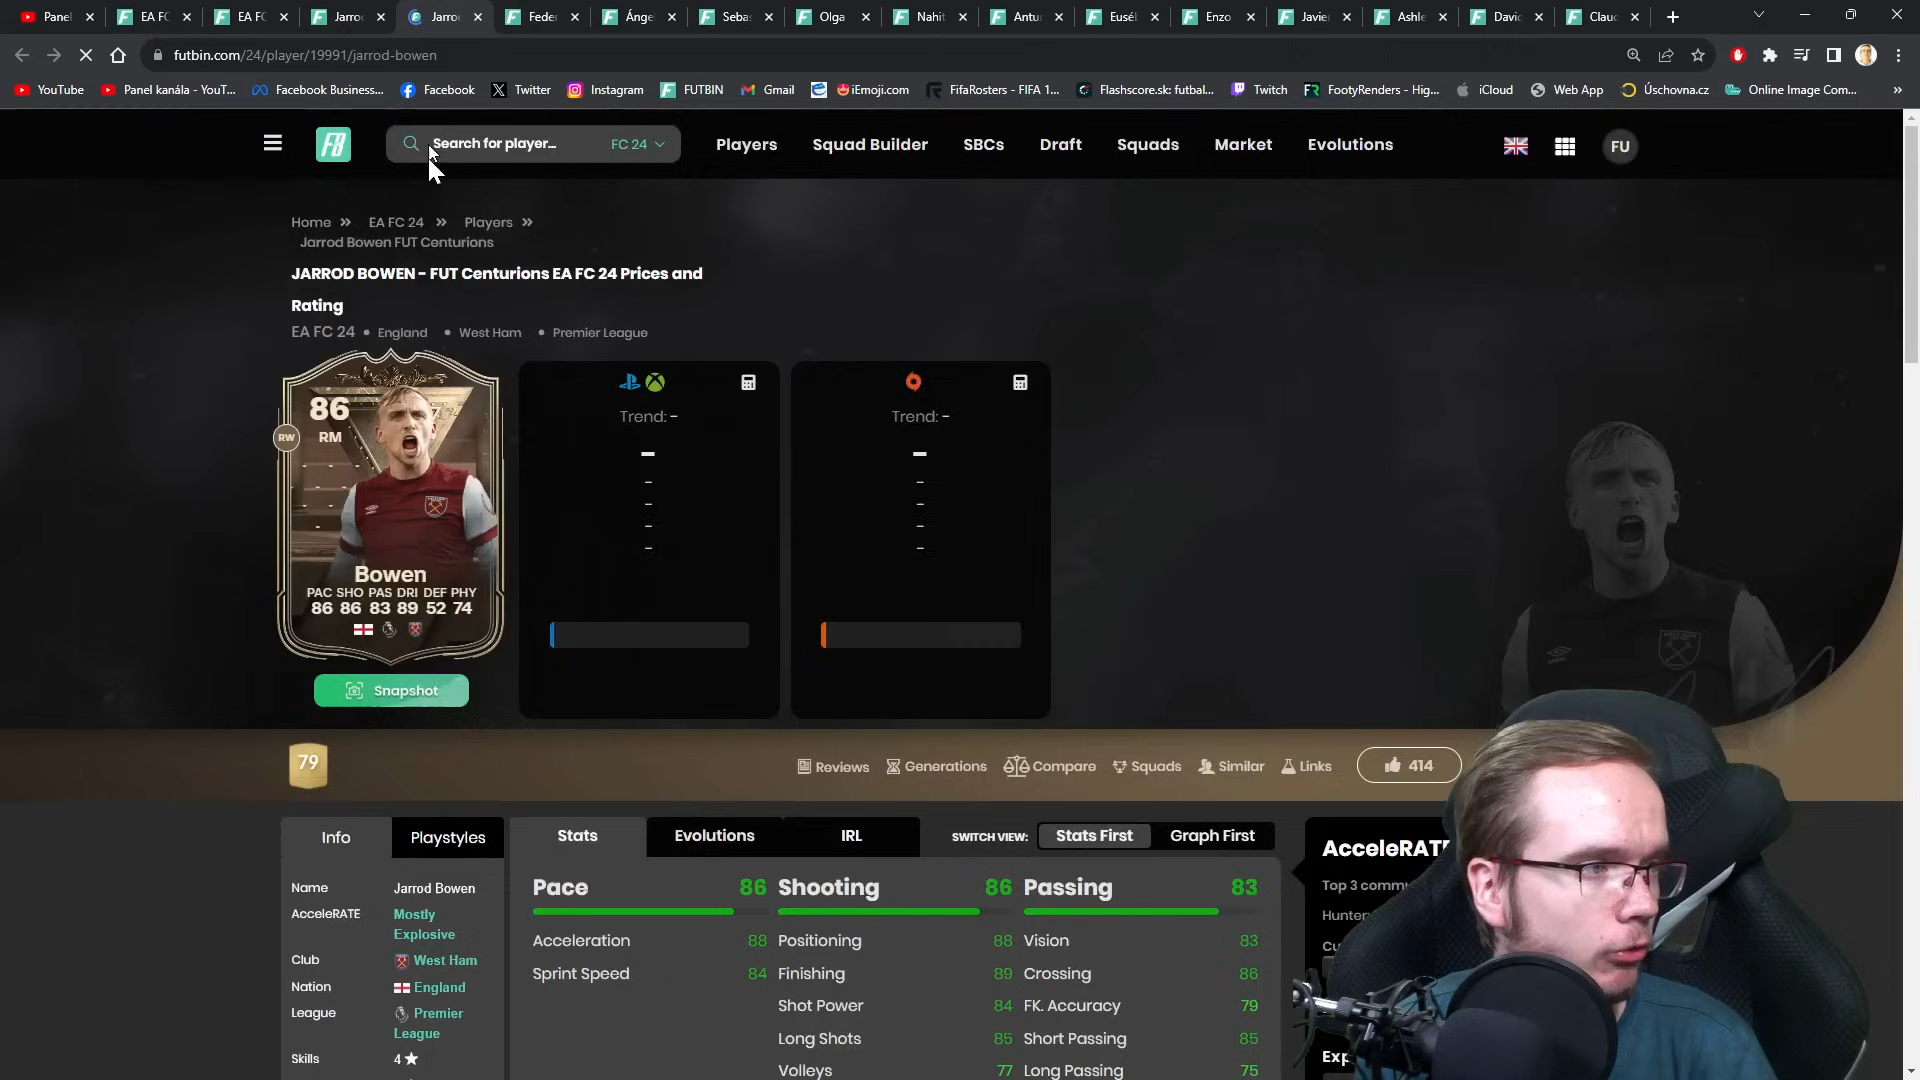 Panel
EA FC
EA FC
Jarro
Jarro
Feder
Ángel
Sebas
Olga
Nahit
Antu
Eusé
Enzo
Javie
Ashle
Davi
Clau
futbin.com/24/player/19991/jarrod-bowen
YouTube
Panel kanála - YouT...
Facebook Business...
Facebook
Twitter
Instagram
FUTBIN
Gmail
iEmoji.com
FifaRosters - FIFA 1...
Flashscore.sk: futbal...
Twitch
FootyRenders - Hig...
iCloud
Web App
Úschovna.cz
Online Image Com...
Search for player...
FC 24
Players
Squad Builder
SBCs
Draft
Squads
Market
Evolutions
FU
Home » EA FC 24 » Players »
Jarrod Bowen FUT Centurions
JARROD BOWEN - FUT Centurions EA FC 24 Prices and
Rating
EA FC 24 • England • West Ham • Premier League
86
RM
RW
Bowen
PAC SHO PAS DRI DEF PHY
86 86 83 89 52 74
Trend: -
-
-
-
-
-
Trend: -
-
-
-
-
-
Snapshot
79
Reviews
Generations
Compare
Squads
Similar
Links
414
Info
Playstyles
Stats
Evolutions
IRL
SWITCH VIEW:
Stats First
Graph First
Name Jarrod Bowen
AcceleRATE Mostly
Explosive
Club West Ham
Nation England
League Premier
League
Skills 4
Pace 86
Acceleration 88
Sprint Speed 84
Shooting 86
Positioning 88
Finishing 89
Shot Power 84
Long Shots 85
Volleys 77
Passing 83
Vision 83
Crossing 86
FK. Accuracy 79
Short Passing 85
Long Passing 75
AcceleRATE
Top 3 commu
Hunter
Cu
Exp